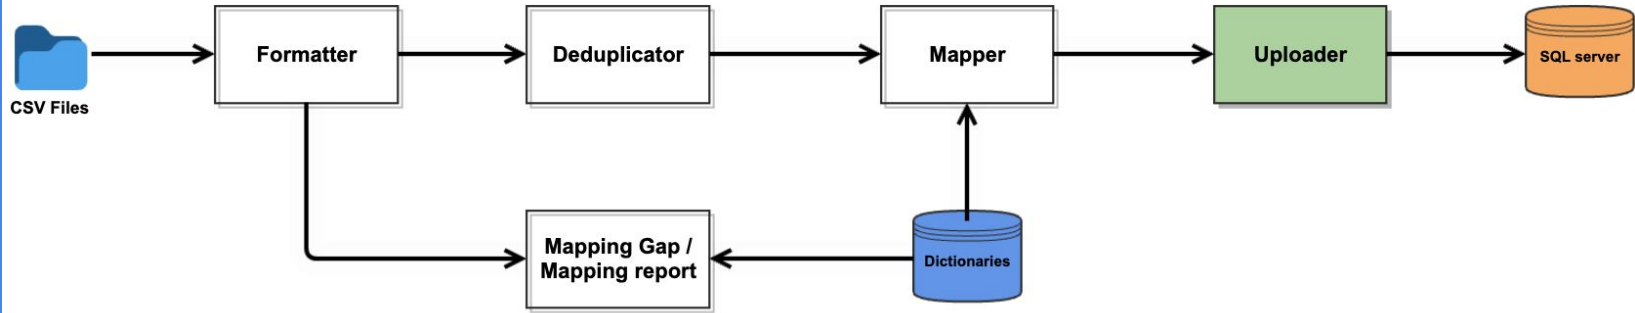 CSV Files
Formatter
Deduplicator
Mapper
Uploader
SQL server
Mapping Gap /
Mapping report
Dictionaries